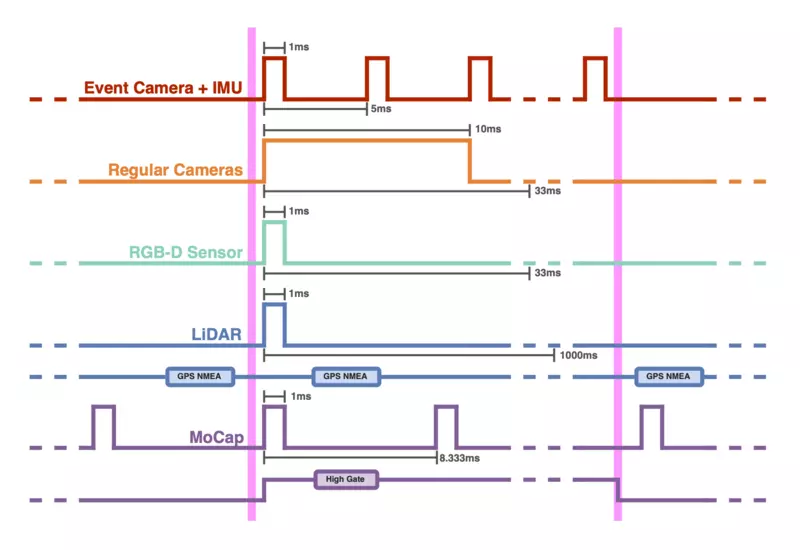 1ms
Event Camera + IMU
5ms
10ms
Regular Cameras
33ms
1ms
RGB-D Sensor
33ms
1ms
LiDAR
1000ms
GPS NMEA GPS NMEA GPS NMEA
1ms
MoCap
8.333ms
High Gate